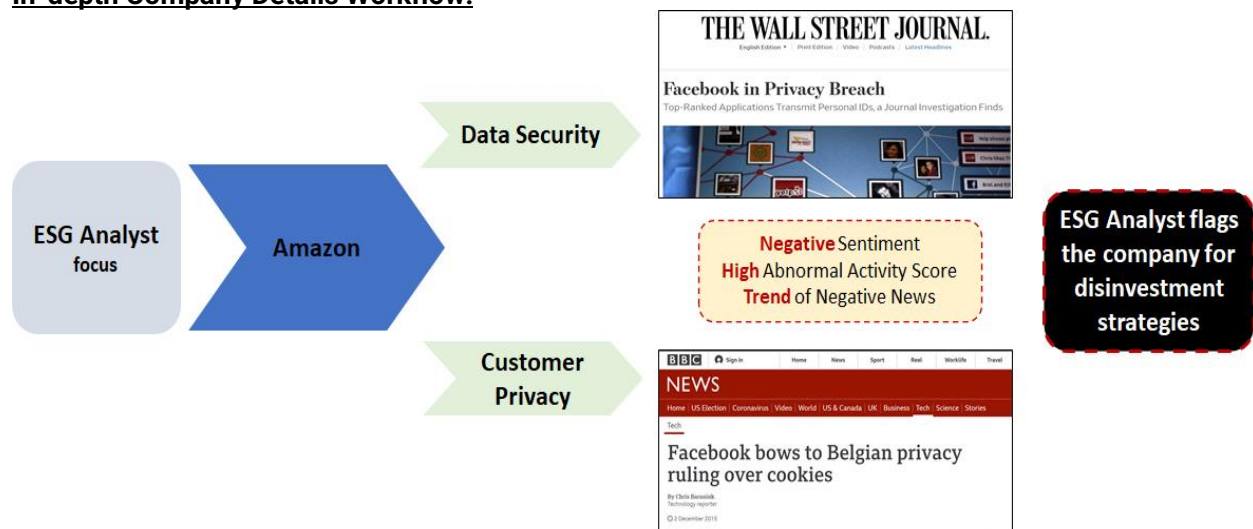 In-depth Company Details Workflow:
ESG Analyst
focus
Amazon
Data Security
Customer
Privacy
THE WALL STREET JOURNAL.
English Edition | Print Edition | Video | Podcasts | Latest Headlines
Facebook in Privacy Breach
Top-Ranked Applications Transmit Personal IDs, a Journal Investigation Finds
Negative Sentiment
High Abnormal Activity Score
Trend of Negative News
BBC Sign in Home News Sport Reel Worklife Travel
NEWS
Home | US Election | Coronavirus | Video | World | US & Canada | UK | Business | Tech | Science | Stories
Tech
Facebook bows to Belgian privacy
ruling over cookies
By Chris Baraniuk
Technology reporter
2 December 2015
ESG Analyst flags
the company for
disinvestment
strategies